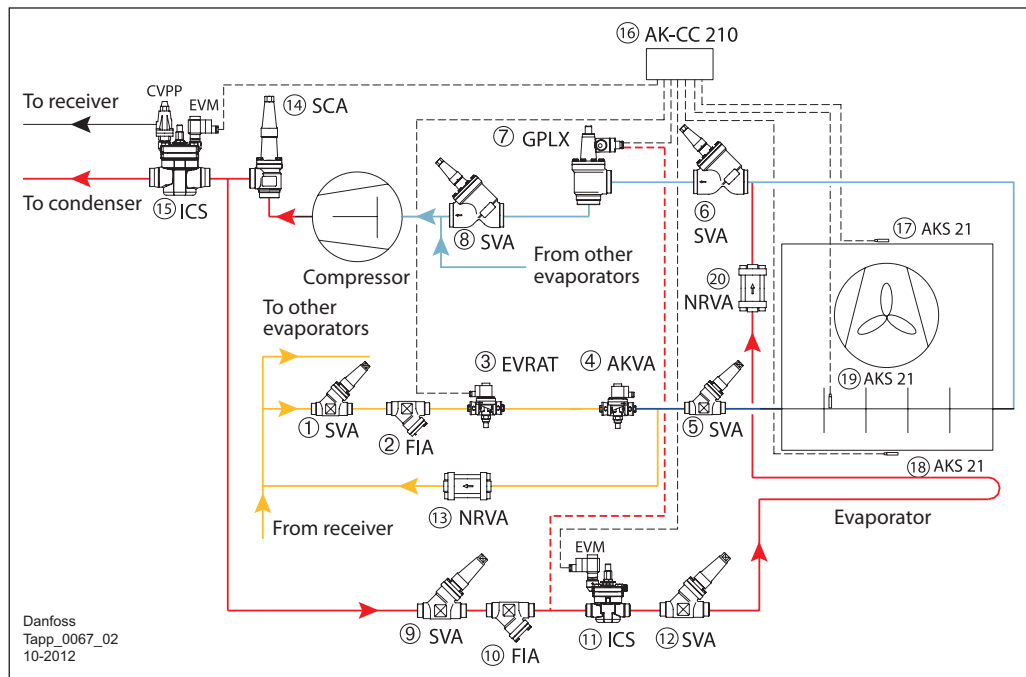 ⑯ AK-CC 210
To receiver
CVPP
EVM
⑭ SCA
⑦ GPLX
To condenser
⑮ ICS
Compressor
⑧ SVA
⑥
SVA
From other
evaporators
⑰ AKS 21
⑳
NRVA
To other
evaporators
③ EVRAT
④ AKVA
⑲ AKS 21
① SVA
② FIA
⑤ SVA
⑱ AKS 21
⑬ NRVA
From receiver
Evaporator
EVM
⑨ SVA
⑩ FIA
⑪ ICS
⑫ SVA
Danfoss
Tapp_0067_02
10-2012